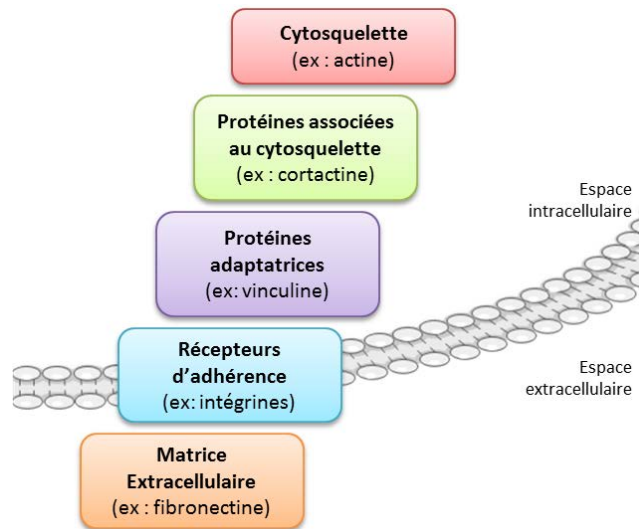 Cytosquelette
(ex : actine)
Protéines associées
au cytosquelette
(ex : cortactine)
Espace
intracellulaire
Protéines
adaptatrices
(ex: vinculine)
Récepteurs
d’adhérence
(ex: intégrines)
Espace
extracellulaire
Matrice
Extracellulaire
(ex : fibronectine)